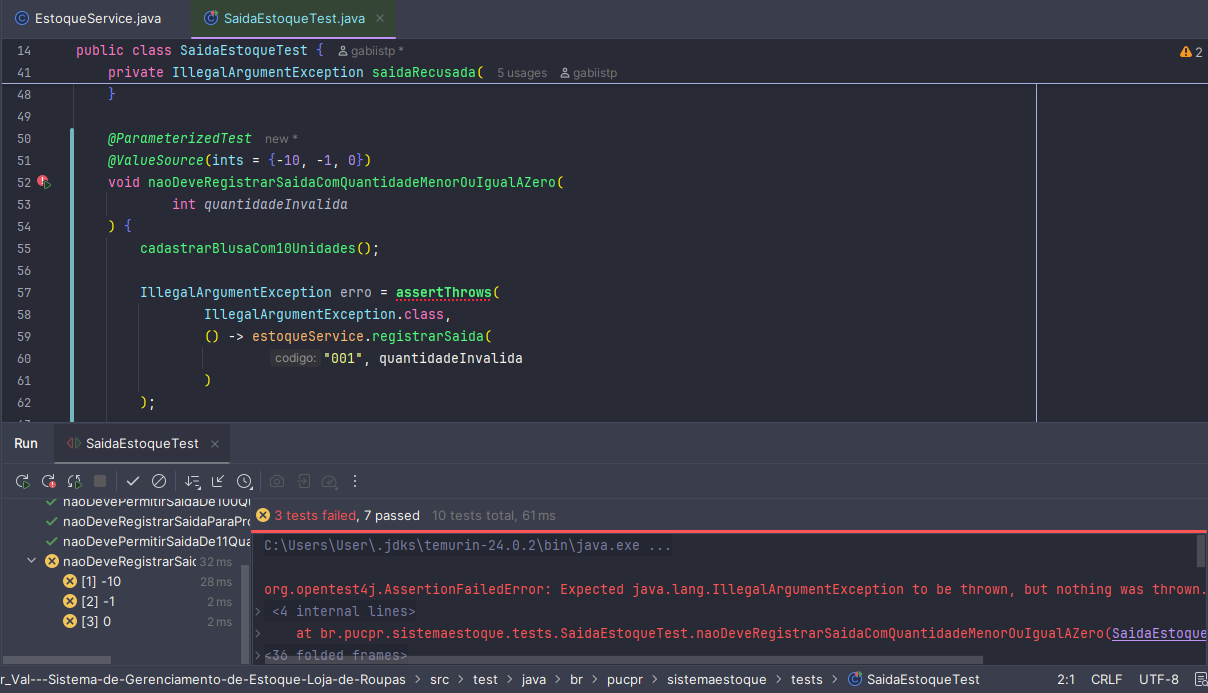 EstoqueService.java SaidaEstoqueTest.java ×
14 public class SaidaEstoqueTest { gabiistp *
2
41 private IllegalArgumentException saidaRecusada( 5 usages gabiistp
48 }
49
50 @ParameterizedTest new *
51 @ValueSource(ints = {-10, -1, 0})
52 void naoDeveRegistrarSaidaComQuantidadeMenorOuIgualAZero(
53 int quantidadeInvalida
54 ) {
55 cadastrarBlusaCom10Unidades();
56
57 IllegalArgumentException erro = assertThrows(
58 IllegalArgumentException.class,
59 () -> estoqueService.registrarSaida(
60 codigo: "001", quantidadeInvalida
61 )
62 );
Run SaidaEstoqueTest ×
naoDevePermitirSaidaDe100Qu
naoDeveRegistrarSaidaParaPro
naoDevePermitirSaidaDe11Qua
naoDeveRegistrarSaid 32 ms
[1] -10 28 ms
[2] -1 2 ms
[3] 0 2 ms
3 tests failed, 7 passed 10 tests total, 61 ms
C:\Users\User\.jdks\temurin-24.0.2\bin\java.exe ...
org.opentest4j.AssertionFailedError: Expected java.lang.IllegalArgumentException to be thrown, but nothing was thrown.
<4 internal lines>
at br.pucpr.sistemaestoque.tests.SaidaEstoqueTest.naoDeveRegistrarSaidaComQuantidadeMenorOuIgualAZero(SaidaEstoque
<36 folded frames>
r_Val---Sistema-de-Gerenciamento-de-Estoque-Loja-de-Roupas > src > test > java > br > pucpr > sistemaestoque > tests > SaidaEstoqueTest 2:1 CRLF UTF-8